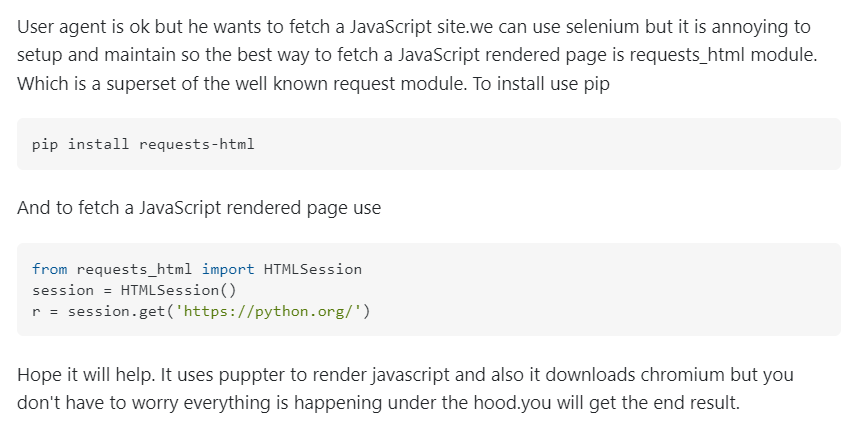 User agent is ok but he wants to fetch a JavaScript site.we can use selenium but it is annoying to
setup and maintain so the best way to fetch a JavaScript rendered page is requests_html module.
Which is a superset of the well known request module. To install use pip
pip install requests-html
And to fetch a JavaScript rendered page use
from requests_html import HTMLSession
session = HTMLSession()
r = session.get('https://python.org/')
Hope it will help. It uses puppter to render javascript and also it downloads chromium but you
don't have to worry everything is happening under the hood.you will get the end result.